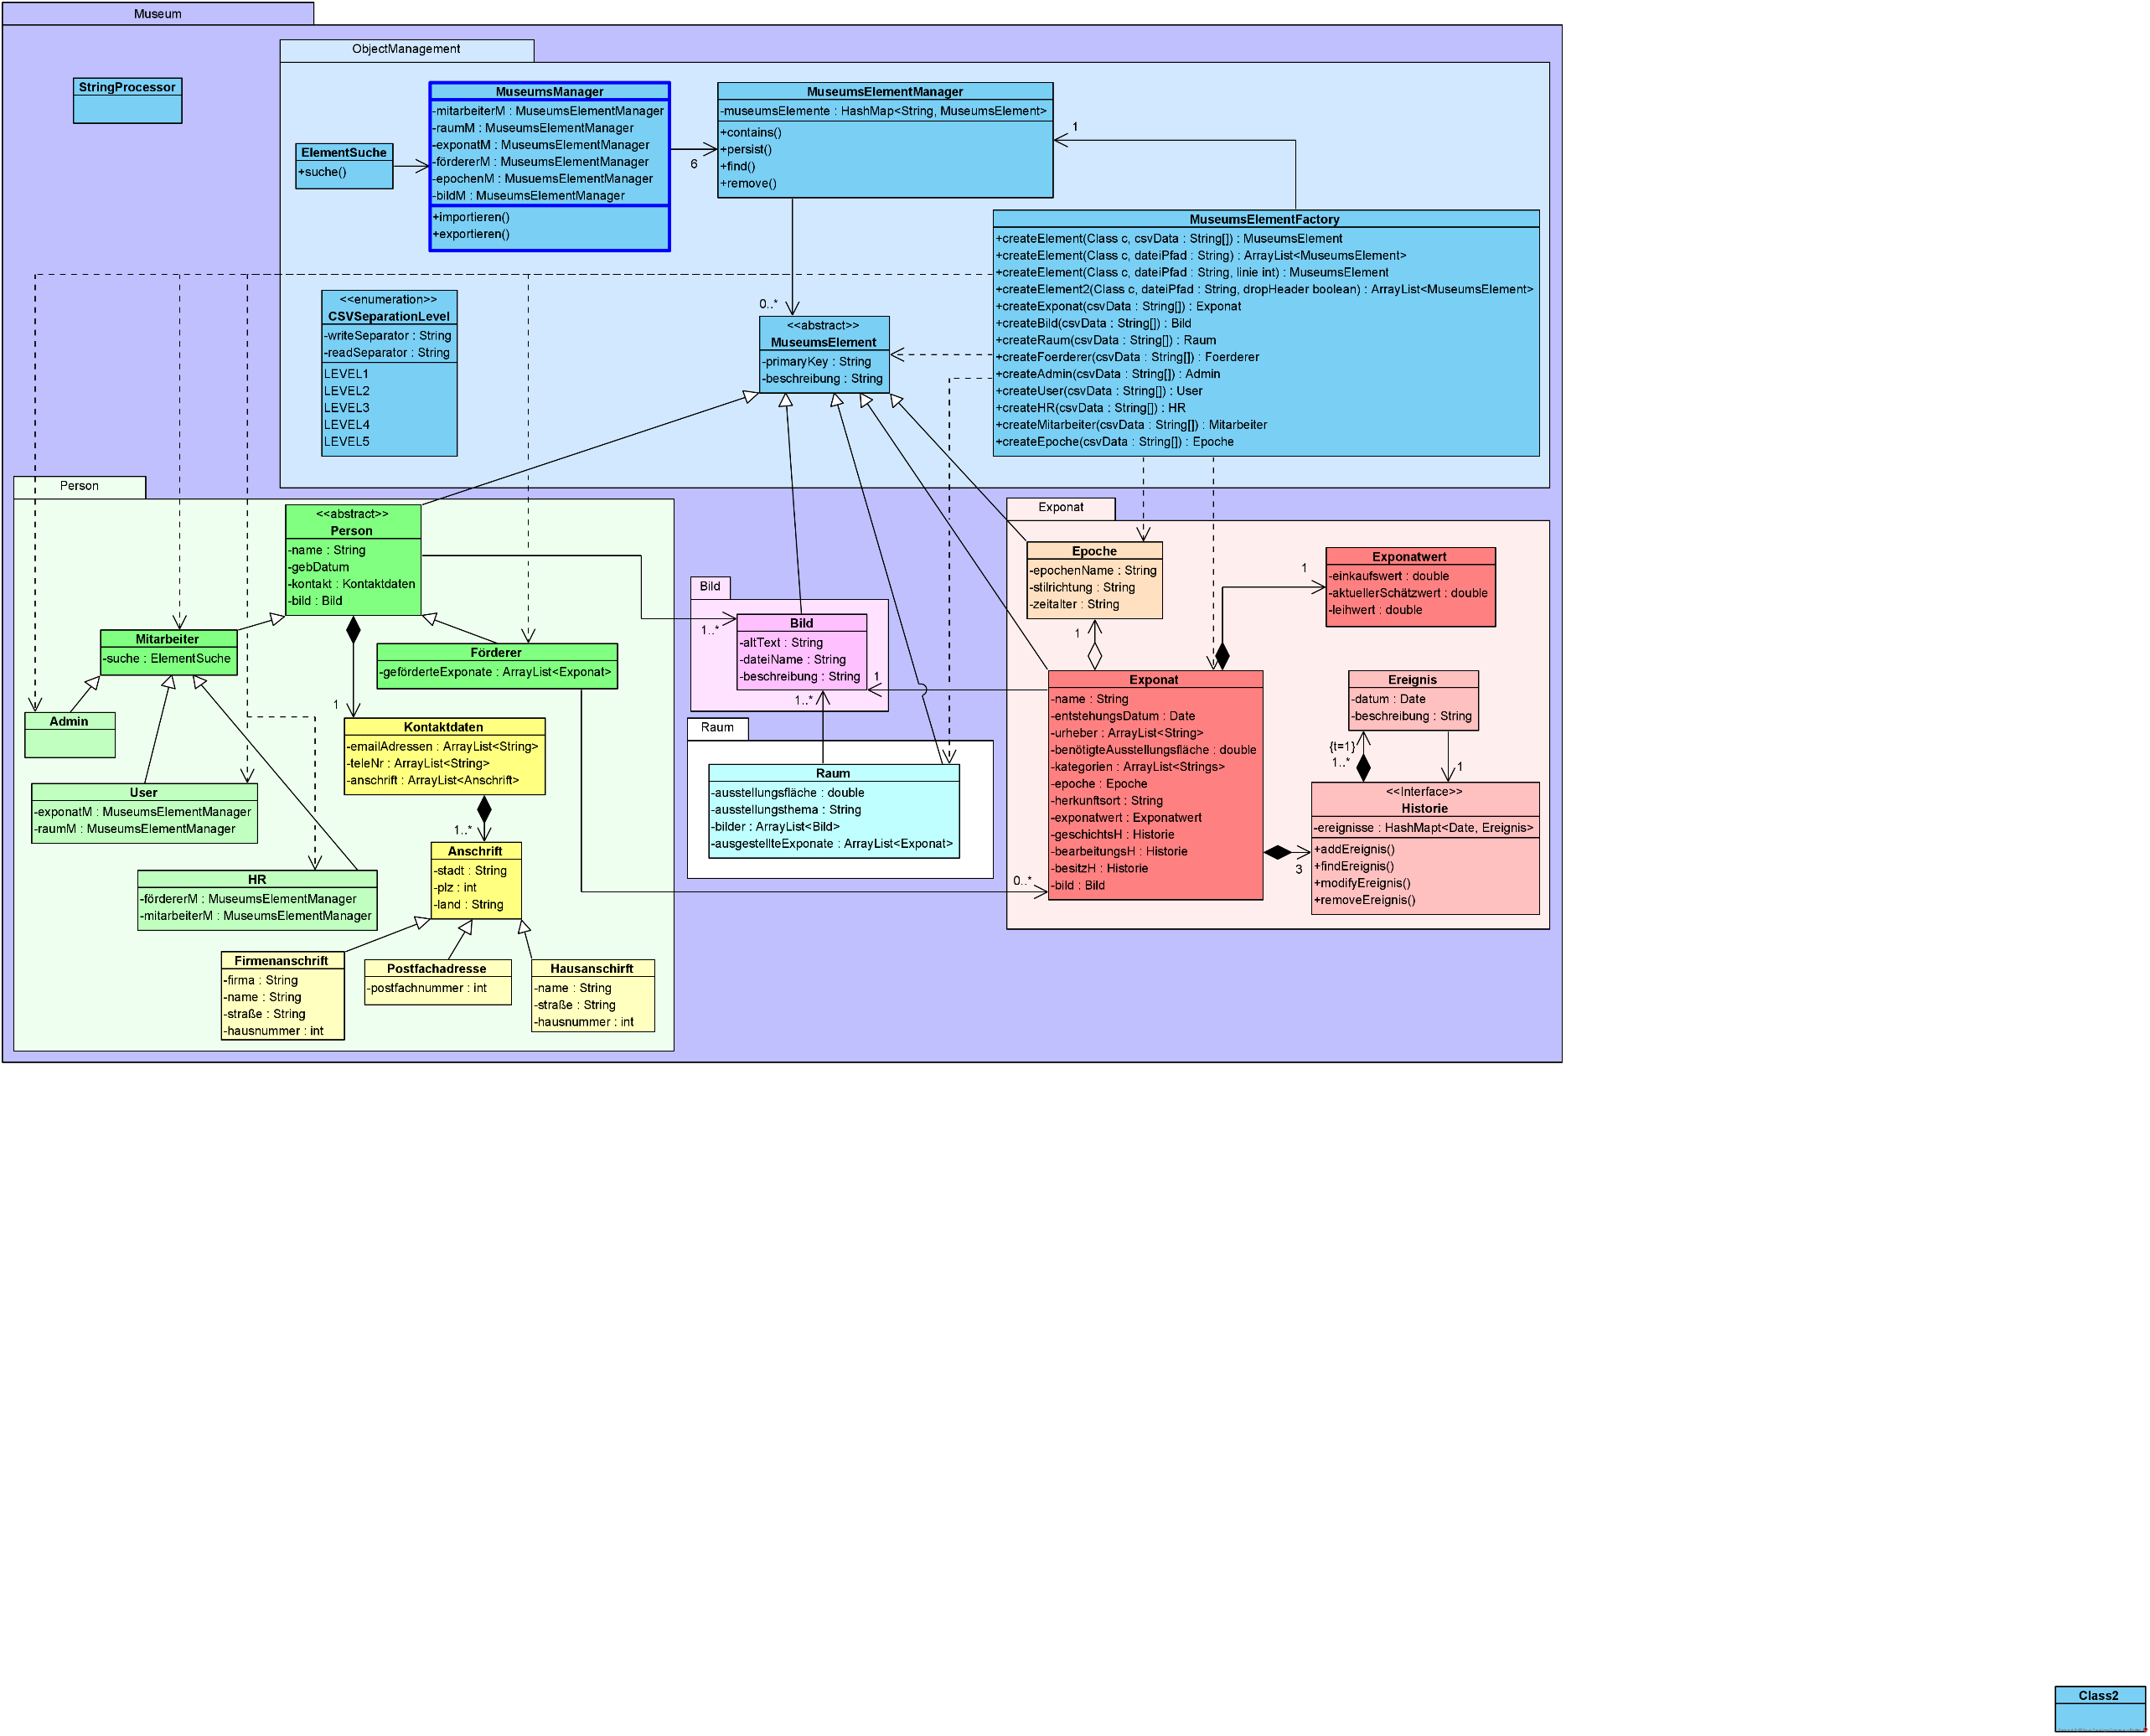 Museum
ObjectManagement
StringProcessor
MuseumsManager
-mitarbeiterM : MuseumsElementManager
-raumM : MuseumsElementManager
-exponatM : MuseumsElementManager
-fördererM : MuseumsElementManager
-epochenM : MusuemsElementManager
-bildM : MuseumsElementManager
+importieren()
+exportieren()
6
MuseumsElementManager
-museumsElemente : HashMap<String, MuseumsElement>
+contains()
+persist()
+find()
+remove()
1
ElementSuche
+suche()
MuseumsElementFactory
+createElement(Class c, csvData : String[]) : MuseumsElement
+createElement(Class c, dateiPfad : String) : ArrayList<MuseumsElement>
+createElement(Class c, dateiPfad : String, linie int) : MuseumsElement
+createElement2(Class c, dateiPfad : String, dropHeader boolean) : ArrayList<MuseumsElement>
+createExponat(csvData : String[]) : Exponat
+createBild(csvData : String[]) : Bild
+createRaum(csvData : String[]) : Raum
+createFoerderer(csvData : String[]) : Foerderer
+createAdmin(csvData : String[]) : Admin
+createUser(csvData : String[]) : User
+createHR(csvData : String[]) : HR
+createMitarbeiter(csvData : String[]) : Mitarbeiter
+createEpoche(csvData : String[]) : Epoche
<<enumeration>>
CSVSeparationLevel
-writeSeparator : String
-readSeparator : String
LEVEL1
LEVEL2
LEVEL3
LEVEL4
LEVEL5
0..*
<<abstract>>
MuseumsElement
-primaryKey : String
-beschreibung : String
Person
<<abstract>>
Person
-name : String
-gebDatum
-kontakt : Kontaktdaten
-bild : Bild
Mitarbeiter
-suche : ElementSuche
Förderer
-geförderteExponate : ArrayList<Exponat>
Admin
1
Kontaktdaten
-emailAdressen : ArrayList<String>
-teleNr : ArrayList<String>
-anschrift : ArrayList<Anschrift>
User
-exponatM : MuseumsElementManager
-raumM : MuseumsElementManager
1..*
Anschrift
-stadt : String
-plz : int
-land : String
HR
-fördererM : MuseumsElementManager
-mitarbeiterM : MuseumsElementManager
Firmenanschrift
-firma : String
-name : String
-straße : String
-hausnummer : int
Postfachadresse
-postfachnummer : int
Hausanschirft
-name : String
-straße : String
-hausnummer : int
Bild
1..*
Bild
-altText : String
-dateiName : String
-beschreibung : String
1
1..*
Raum
Raum
-ausstellungsfläche : double
-ausstellungsthema : String
-bilder : ArrayList<Bild>
-ausgestellteExponate : ArrayList<Exponat>
0..*
Exponat
Epoche
-epochenName : String
-stilrichtung : String
-zeitalter : String
1
1
Exponatwert
-einkaufswert : double
-aktuellerSchätzwert : double
-leihwert : double
Exponat
-name : String
-entstehungsDatum : Date
-urheber : ArrayList<String>
-benötigteAusstellungsfläche : double
-kategorien : ArrayList<Strings>
-epoche : Epoche
-herkunftsort : String
-exponatwert : Exponatwert
-geschichtsH : Historie
-bearbeitungsH : Historie
-besitzH : Historie
-bild : Bild
Ereignis
-datum : Date
-beschreibung : String
{t=1}
1..*
1
<<Interface>>
Historie
-ereignisse : HashMapt<Date, Ereignis>
+addEreignis()
+findEreignis()
+modifyEreignis()
+removeEreignis()
3
Class2